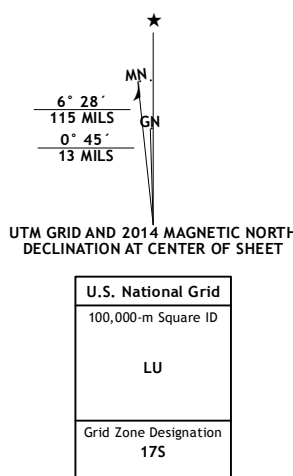 MN
6° 28´
115 MILS
GN
0° 45´
13 MILS
UTM GRID AND 2014 MAGNETIC NORTH
DECLINATION AT CENTER OF SHEET
U.S. National Grid
100,000-m Square ID
LU
Grid Zone Designation
17S